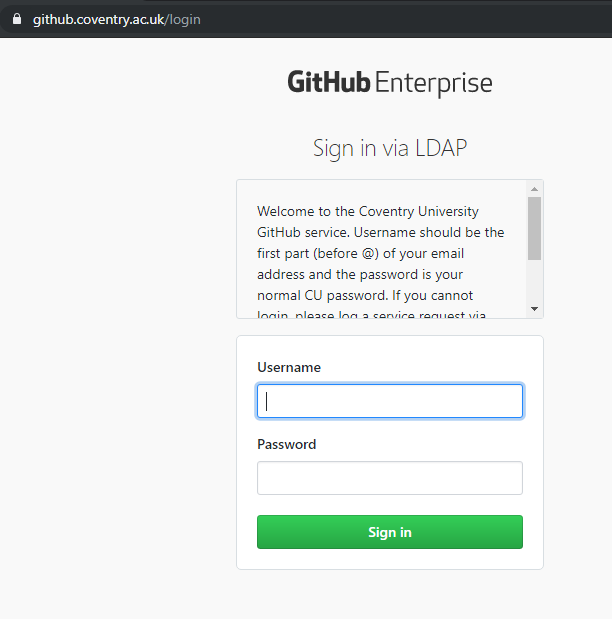 github.coventry.ac.uk/login
GitHub Enterprise
Sign in via LDAP
Welcome to the Coventry University
GitHub service. Username should be the
first part (before @) of your email
address and the password is your
normal CU password. If you cannot
login, please log a service request via
Username
Password
Sign in